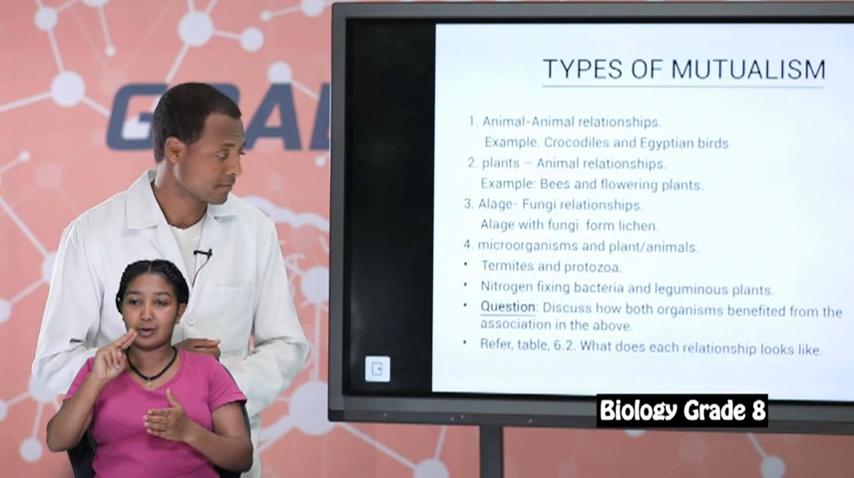 TYPES OF MUTUALISM
1. Animal-Animal relationships.
Example. Crocodiles and Egyptian birds
2. plants – Animal relationships.
Example: Bees and flowering plants.
3. Alage- Fungi relationships.
Alage with fungi form lichen.
4. microorganisms and plant/animals.
• Termites and protozoa.
• Nitrogen fixing bacteria and leguminous plants.
• Question: Discuss how both organisms benefited from the
association in the above.
• Refer, table, 6.2. What does each relationship looks like.
Biology Grade 8